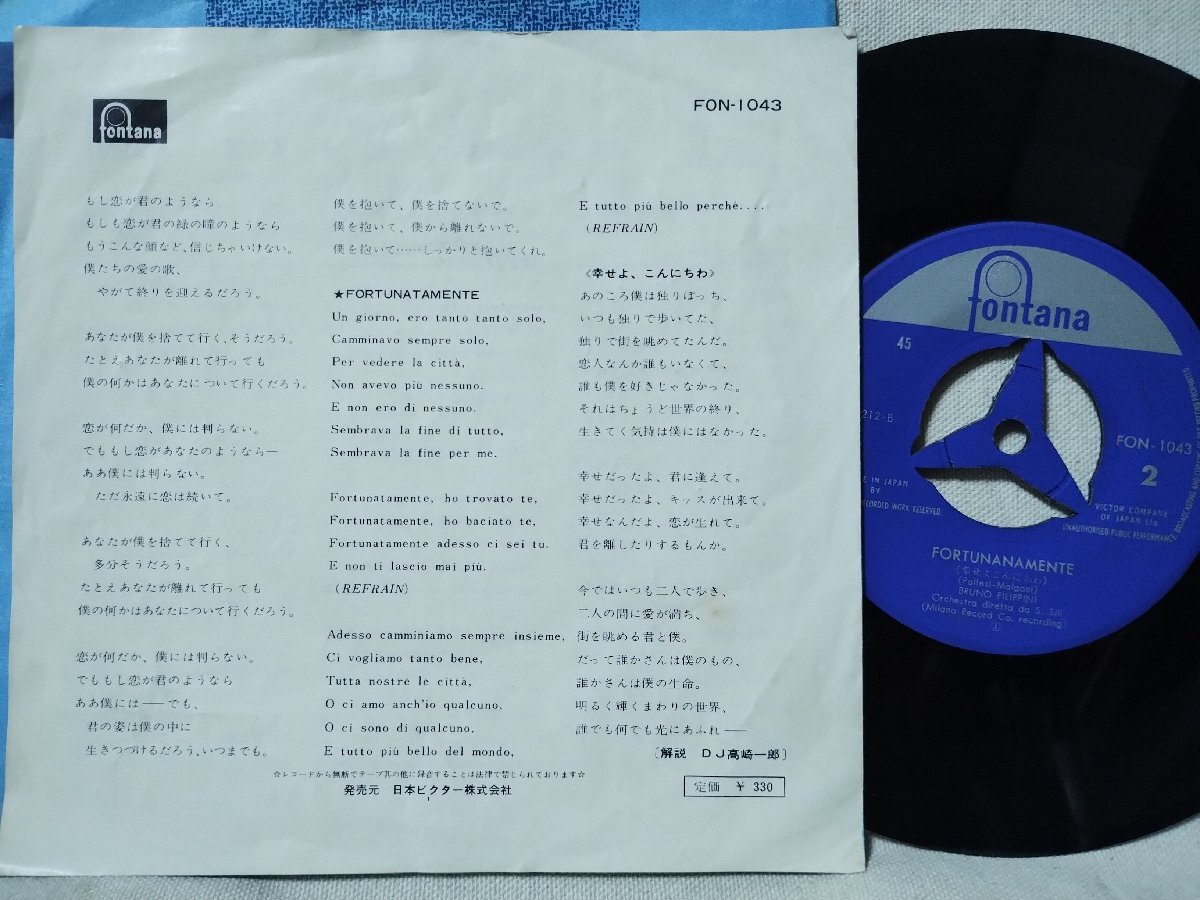 fontana
FON-1043
もし恋が君のようなら
もしも恋が君の緑の瞳のようなら
もうこんな顔など、信じちゃいけない。
僕たちの愛の歌、
やがて終りを迎えるだろう。
あなたが僕を捨てて行く、そうだろう。
たとえあなたが離れて行っても
僕の何かはあなたについて行くだろう。
恋が何だか、僕には判らない。
でももし恋があなたのようなら―
ああ僕には判らない。
ただ永遠に恋は続いて。
あなたが僕を捨てて行く、
多分そうだろう。
たとえあなたが離れて行っても
僕の何かはあなたについて行くだろう。
恋が何だか、僕には判らない。
でももし恋が君のようなら
ああ僕には――でも、
君の姿は僕の中に
生きつづけるだろう、いつまでも。
僕を抱いて、僕を捨てないで。
僕を抱いて、僕から離れないで。
僕を抱いて……しっかりと抱いてくれ。
★FORTUNATAMENTE
Un giorno, ero tanto tanto solo,
Camminavo sempre solo,
Per vedere la città,
Non avevo più nessuno.
E non ero di nessuno.
Sembrava la fine di tutto,
Sembrava la fine per me.
Fortunatamente, ho trovato te,
Fortunatamente, ho baciato te,
Fortunatamente adesso ci sei tu.
E non ti lascio mai più.
(REFRAIN)
Adesso camminiamo sempre insieme,
Ci vogliamo tanto bene,
Tutta nostre le città,
O ci amo anch'io qualcuno,
O ci sono di qualcuno.
E tutto più bello del mondo,
E tutto più bello perchè....
(REFRAIN)
〈幸せよ、こんにちわ〉
あのころ僕は独りぼっち、
いつも独りで歩いてた、
独りで街を眺めてたんだ。
恋人なんか誰もいなくて、
誰も僕を好きじゃなかった。
それはちょうど世界の終り、
生きてく気持は僕にはなかった。
幸せだったよ、君に逢えて。
幸せだったよ、キッスが出来て。
幸せなんだよ、恋が生れて。
君を離したりするもんか。
今ではいつも二人で歩き、
二人の間に愛が満ち、
街を眺める君と僕。
だって誰かさんは僕のもの、
誰かさんは僕の生命。
明るく輝くまわりの世界、
誰でも何でも光にあふれ――
〔解説 DJ高崎一郎〕
☆レコードから無断でテープ其の他に録音することは法律で禁じられております☆
発売元 日本ビクター株式会社
定価 ¥ 330
fontana
45
212-B
FON-1043
2
E IN JAPAN
BY
RECORDED WORK RESERVED.
VICTOR COMPANY
OF JAPAN Ltd.
UNAUTHORISED PUBLIC PERFORMANCE,
FORTUNANAMENTE
(幸せよこんにちわ)
(Pallesi-Malgoni)
BRUNO FILIPPINI
Orchestra diretta da S. Sili
(Milano Record Co. recording)